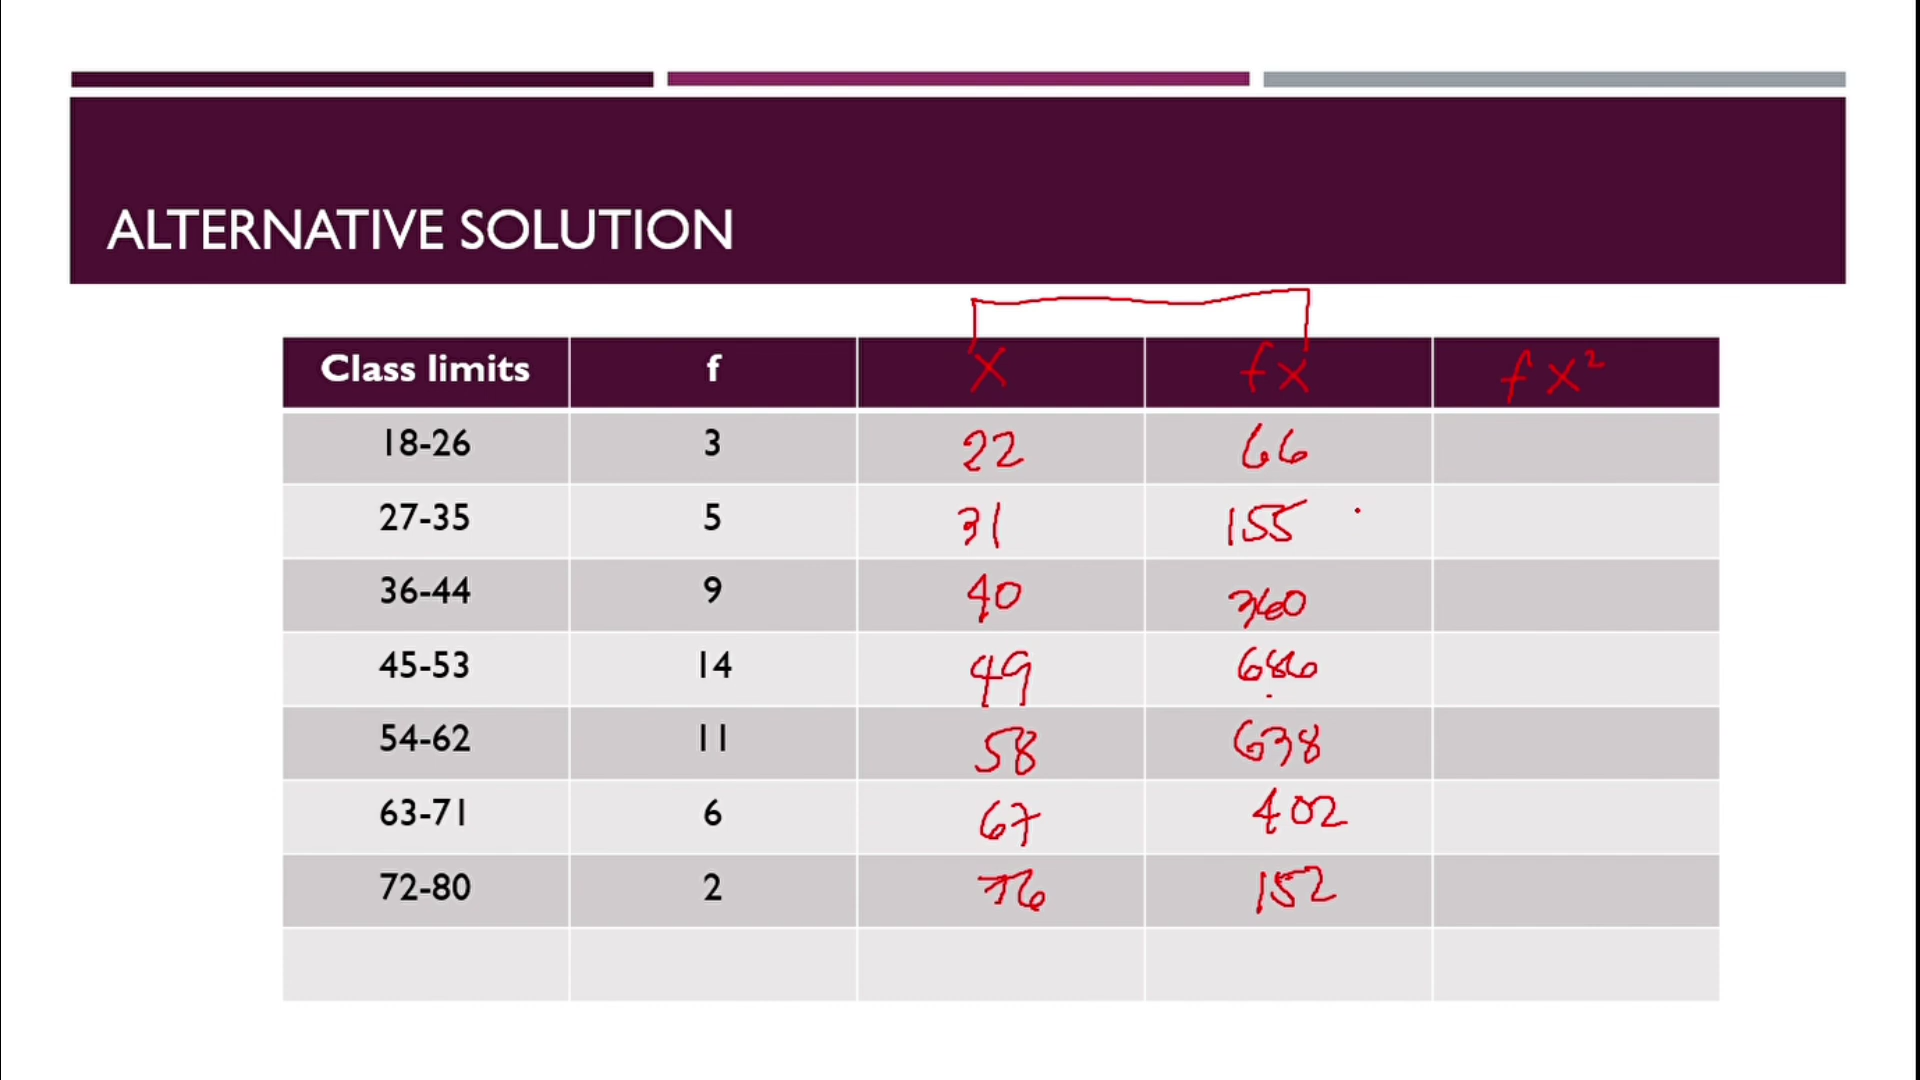 ALTERNATIVE SOLUTION
Class limits f X fx fx²
18-26 3 22 66
27-35 5 31 155
36-44 9 40 360
45-53 14 49 686
54-62 11 58 638
63-71 6 67 402
72-80 2 76 152